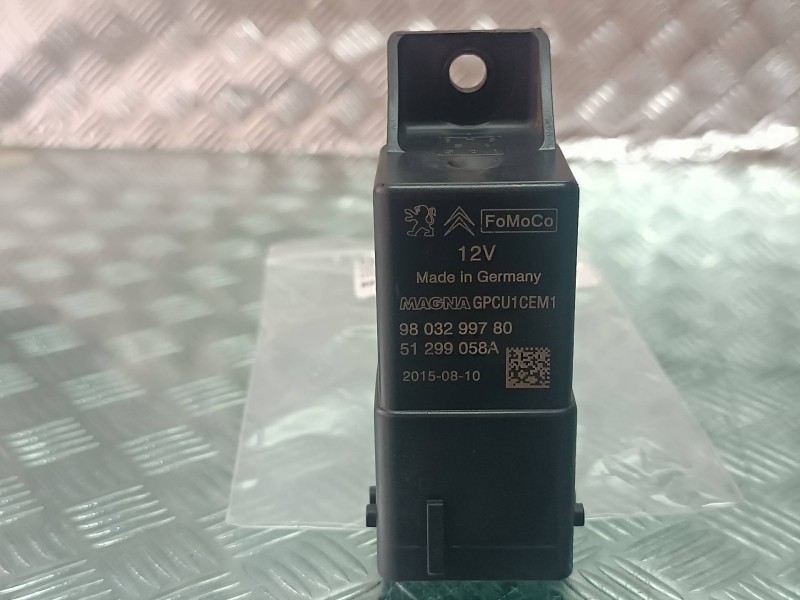 FoMoCo
12V
Made in Germany
MAGNA GPCU1CEM1
98 032 997 80
51 299 058A
2015-08-10